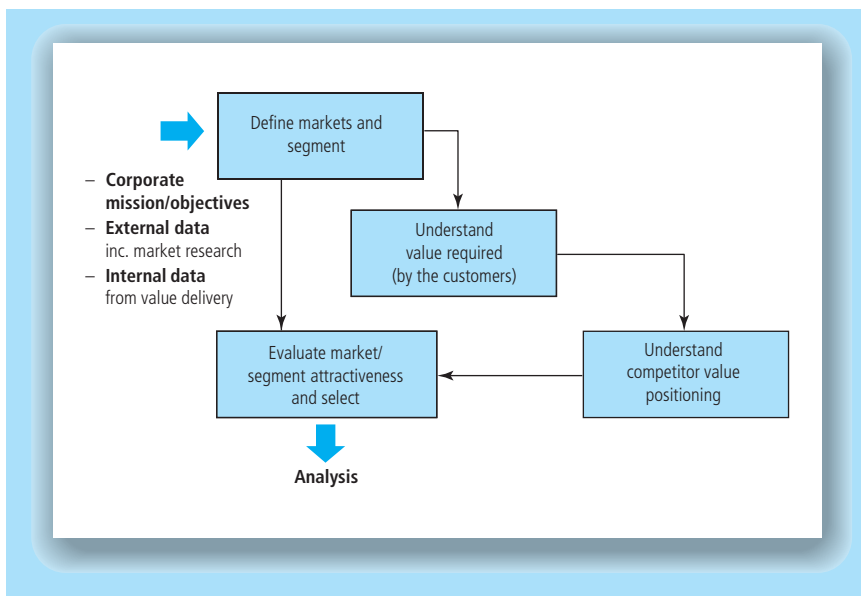 Define markets and
segment
– Corporate
mission/objectives
– External data
inc. market research
– Internal data
from value delivery
Understand
value required
(by the customers)
Evaluate market/
segment attractiveness
and select
Understand
competitor value
positioning
Analysis